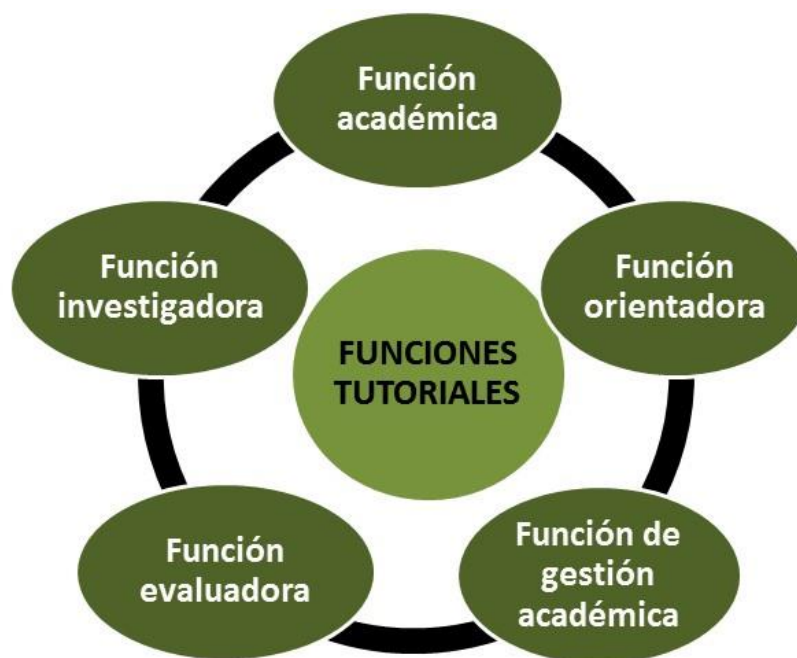 Función
académica
Función
orientadora
Función de
gestión
académica
Función
evaluadora
Función
investigadora
FUNCIONES
TUTORIALES